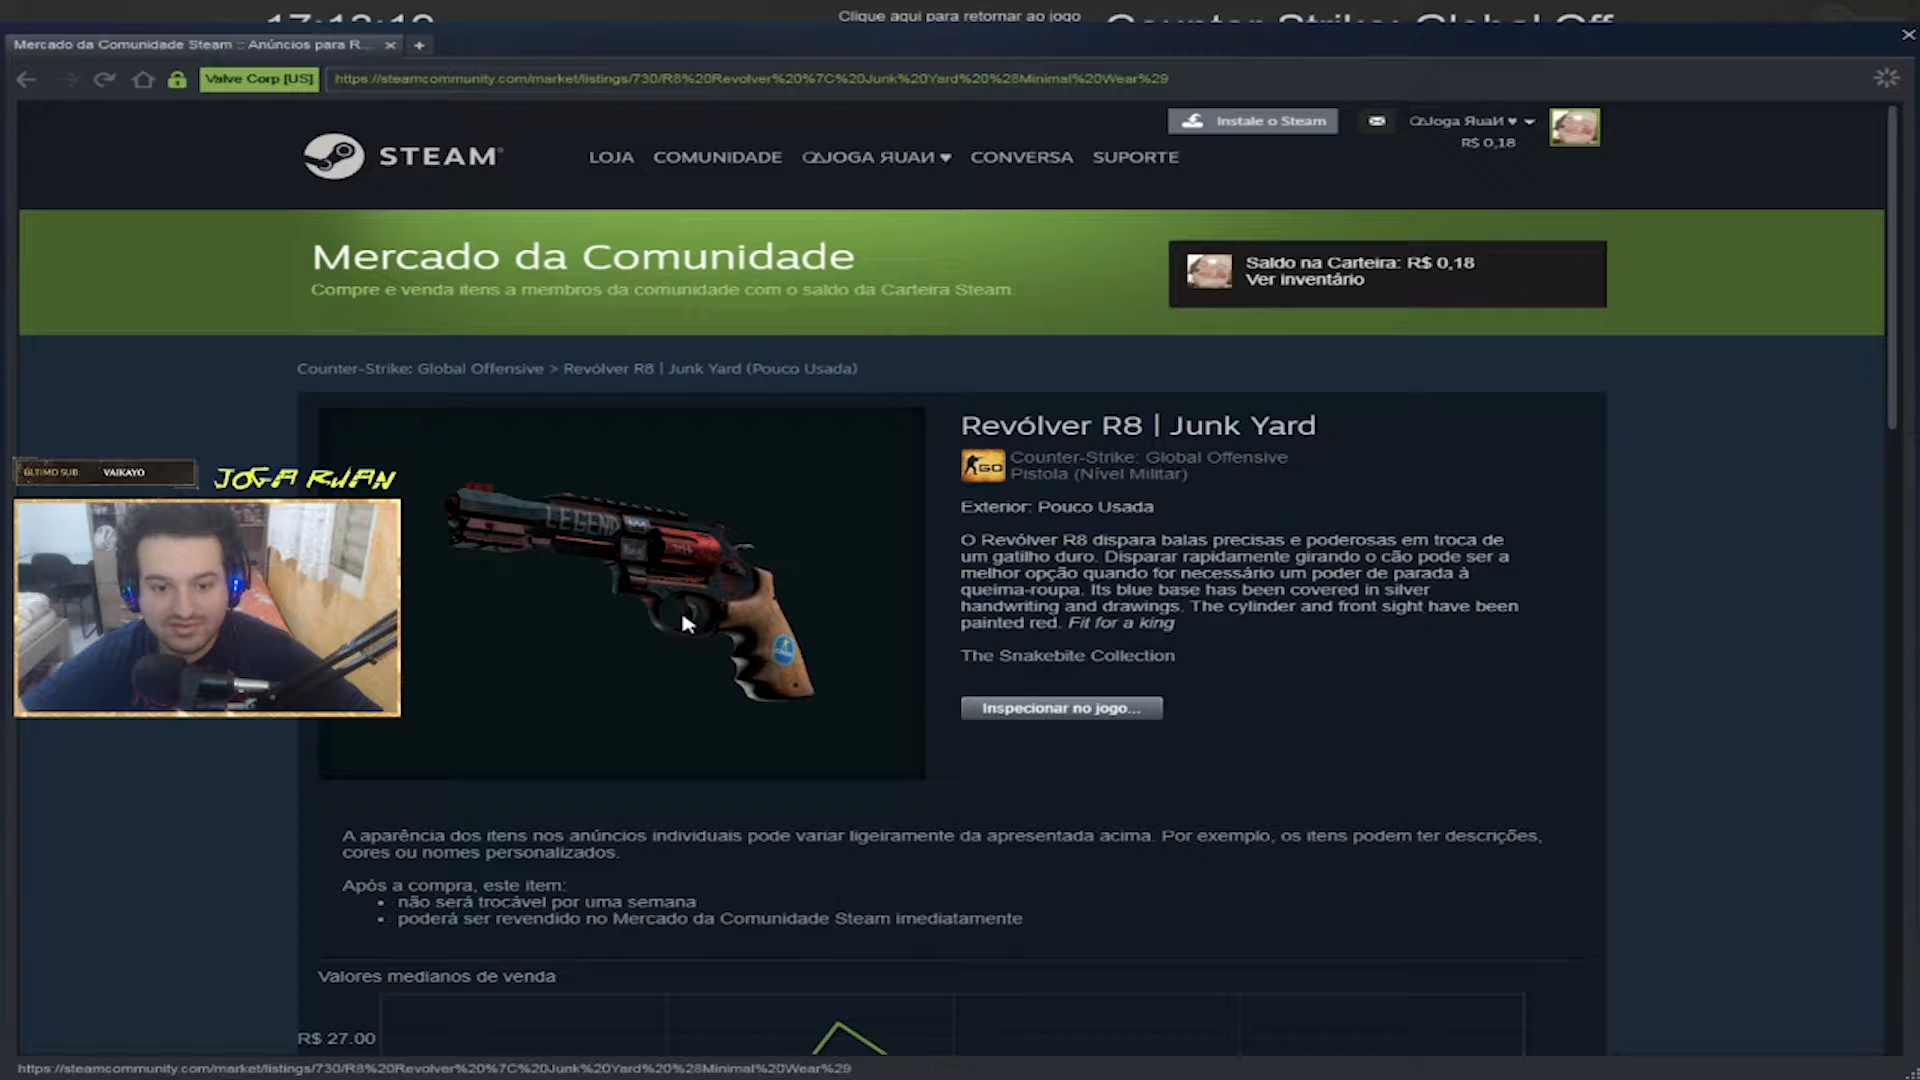 Clique aqui para retornar ao jogo
Mercado da Comunidade Steam :: Anúncios para R...
Valve Corp [US]
https://steamcommunity.com/market/listings/730/R8%20Revolver%20%7C%20Junk%20Yard%20%28Minimal%20Wear%29
Instale o Steam
R$ 0,18
STEAM
LOJA COMUNIDADE CONVERSA SUPORTE
Mercado da Comunidade
Compre e venda itens a membros da comunidade com o saldo da Carteira Steam.
Saldo na Carteira: R$ 0,18
Ver inventário
Counter-Strike: Global Offensive > Revólver R8 | Junk Yard (Pouco Usada)
Revólver R8 | Junk Yard
GO
Counter-Strike: Global Offensive
Pistola (Nível Militar)
Exterior: Pouco Usada
O Revólver R8 dispara balas precisas e poderosas em troca de
um gatilho duro. Disparar rapidamente girando o cão pode ser a
melhor opção quando for necessário um poder de parada à
queima-roupa. Its blue base has been covered in silver
handwriting and drawings. The cylinder and front sight have been
painted red. Fit for a king
The Snakebite Collection
Inspecionar no jogo...
ÚLTIMO SUB: VAIKAYO
JOGA RUAN
LEGEND
A aparência dos itens nos anúncios individuais pode variar ligeiramente da apresentada acima. Por exemplo, os itens podem ter descrições,
cores ou nomes personalizados.
Após a compra, este item:
• não será trocável por uma semana
• poderá ser revendido no Mercado da Comunidade Steam imediatamente
Valores medianos de venda
R$ 27.00
https://steamcommunity.com/market/listings/730/R8%20Revolver%20%7C%20Junk%20Yard%20%28Minimal%20Wear%29